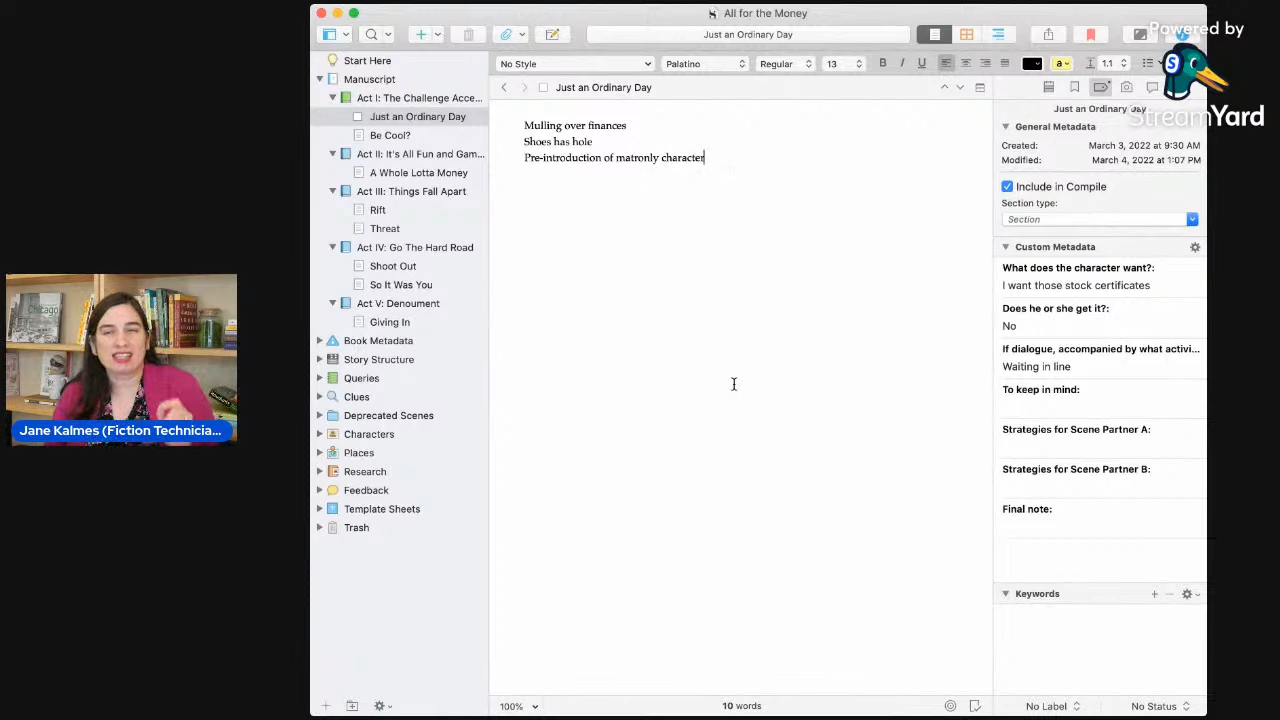 All for the Money
Just an Ordinary Day
Powered by
StreamYard
No Style
Palatino
Regular
13
B
I
U
a
1.1
Start Here
Manuscript
Act I: The Challenge Acce...
Just an Ordinary Day
Be Cool?
Act II: It's All Fun and Gam...
A Whole Lotta Money
Act III: Things Fall Apart
Rift
Threat
Act IV: Go The Hard Road
Shoot Out
So It Was You
Act V: Denoument
Giving In
Book Metadata
Story Structure
Queries
Clues
Deprecated Scenes
Characters
Places
Research
Feedback
Template Sheets
Trash
Just an Ordinary Day
Mulling over finances
Shoes has hole
Pre-introduction of matronly character
100%
10 words
Just an Ordinary Day
General Metadata
Created: March 3, 2022 at 9:30 AM
Modified: March 4, 2022 at 1:07 PM
Include in Compile
Section type:
Section
Custom Metadata
What does the character want?:
I want those stock certificates
Does he or she get it?:
No
If dialogue, accompanied by what activi...
Waiting in line
To keep in mind:
Strategies for Scene Partner A:
Strategies for Scene Partner B:
Final note:
Keywords
No Label
No Status
Chicago
Jane Kalmes (Fiction Technicia...